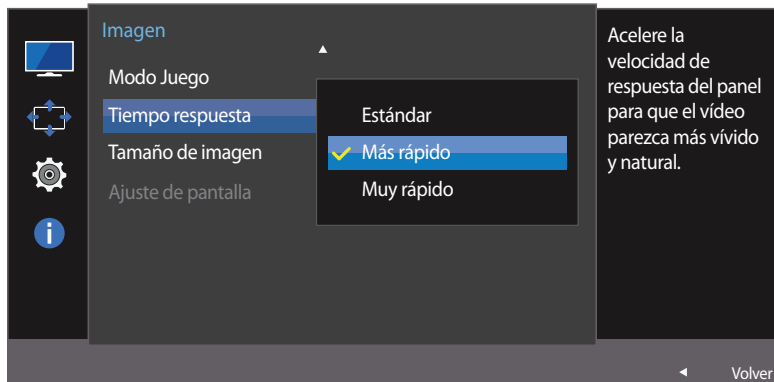 Imagen
Modo Juego
Tiempo respuesta
Tamaño de imagen
Ajuste de pantalla
Estándar
Más rápido
Muy rápido
Acelere la
velocidad de
respuesta del panel
para que el vídeo
parezca más vívido
y natural.
Volver